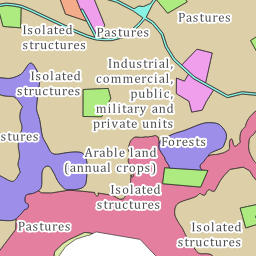 Pastures
Isolated
structures
Pastures
Industrial,
commercial,
public,
military and
private units
Isolated
structures
stures
Forests
Arable land
(annual crops)
Isolated
structures
Pastures
Isolated
structures